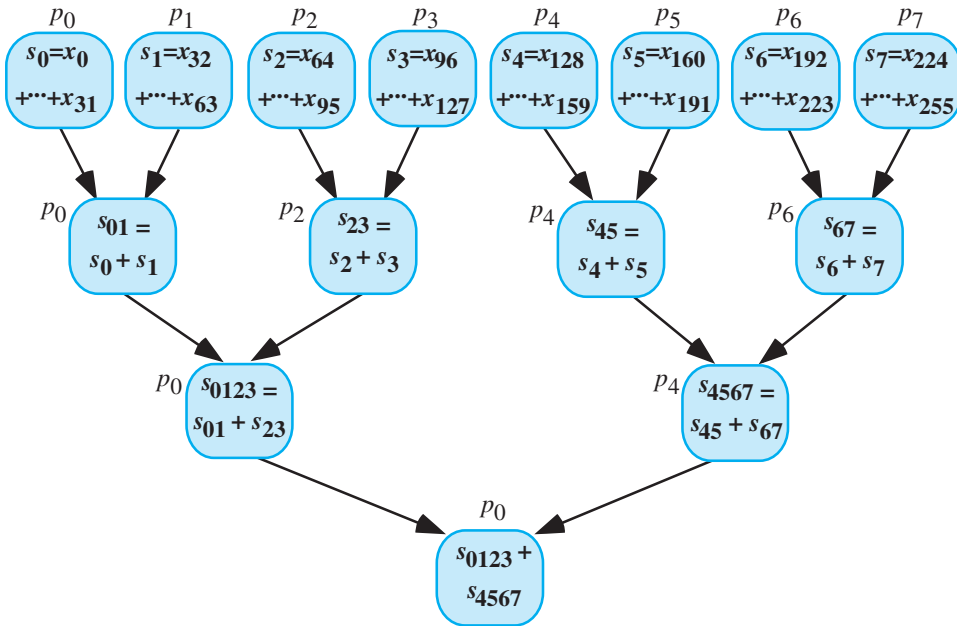 p0 p1 p2 p3 p4 p5 p6 p7
s0=x0
+···+x31
s1=x32
+···+x63
s2=x64
+···+x95
s3=x96
+···+x127
s4=x128
+···+x159
s5=x160
+···+x191
s6=x192
+···+x223
s7=x224
+···+x255
p0
s01 =
s0 + s1
p2
s23 =
s2 + s3
p4
s45 =
s4 + s5
p6
s67 =
s6 + s7
p0
s0123 =
s01 + s23
p4
s4567 =
s45 + s67
p0
s0123 +
s4567